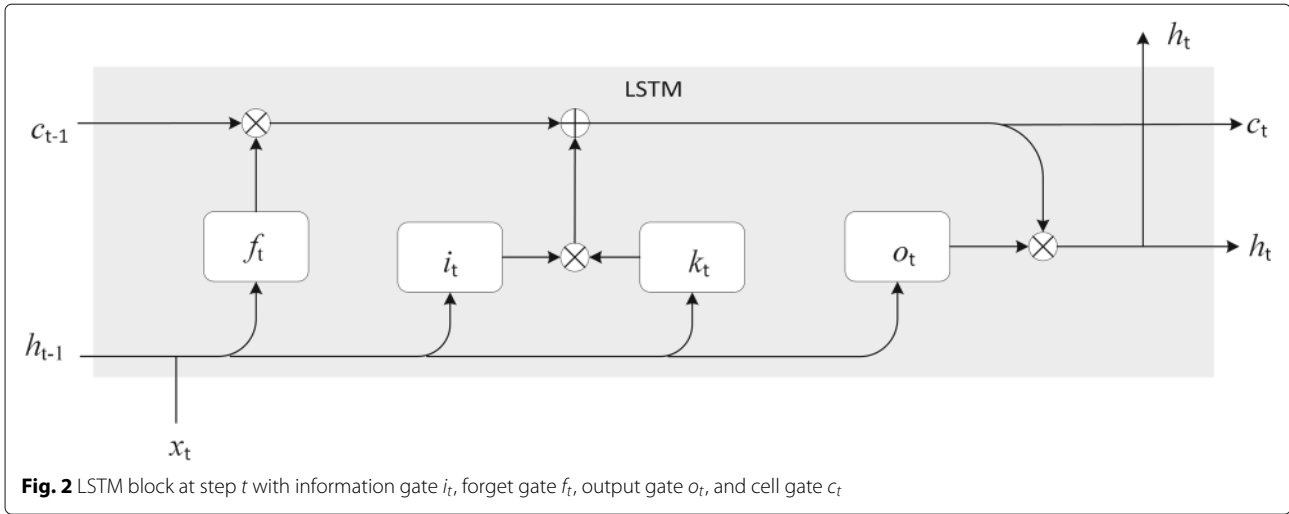 h_t
LSTM
c_t-1
c_t
f_t
i_t
k_t
o_t
h_t
h_t-1
x_t
Fig. 2 LSTM block at step t with information gate i_t, forget gate f_t, output gate o_t, and cell gate c_t